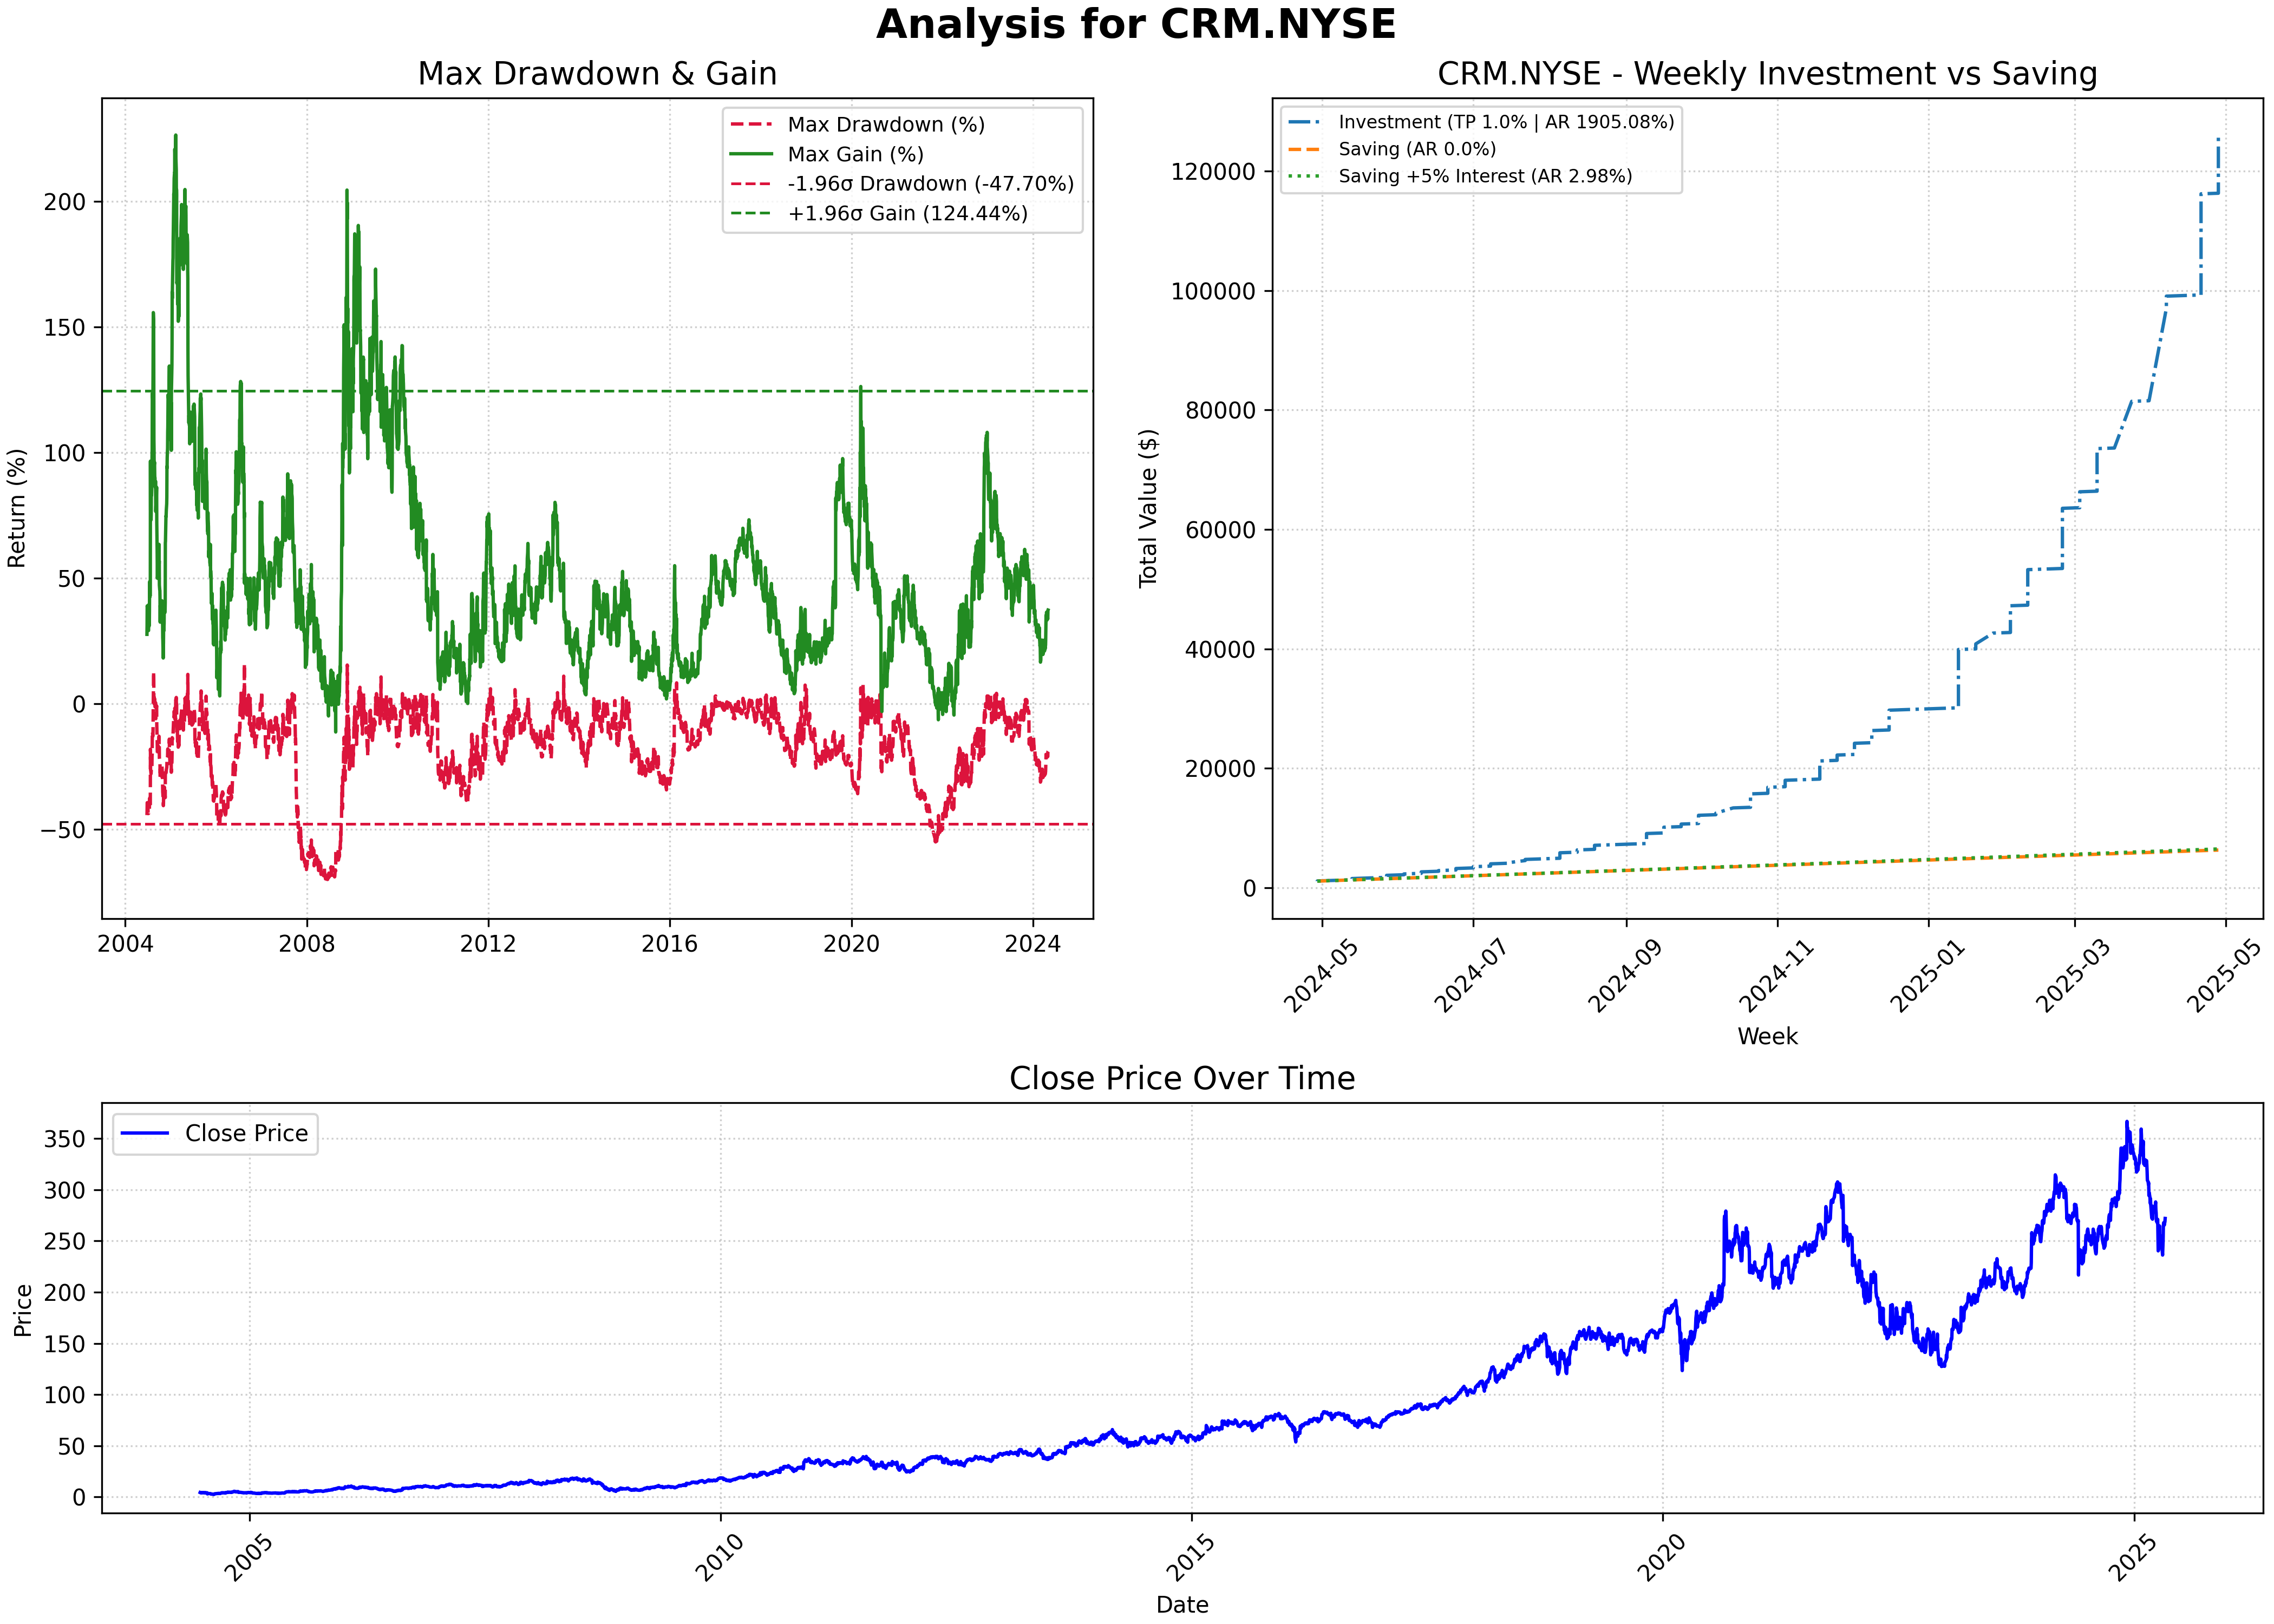 Analysis for CRM.NYSE
Max Drawdown & Gain
Max Drawdown (%)
Max Gain (%)
-1.96σ Drawdown (-47.70%)
+1.96σ Gain (124.44%)
Return (%)
200
150
100
50
0
−50
2004
2008
2012
2016
2020
2024
CRM.NYSE - Weekly Investment vs Saving
Investment (TP 1.0% | AR 1905.08%)
Saving (AR 0.0%)
Saving +5% Interest (AR 2.98%)
Total Value ($)
120000
100000
80000
60000
40000
20000
0
2024-05
2024-07
2024-09
2024-11
2025-01
2025-03
2025-05
Week
Close Price Over Time
Close Price
Price
350
300
250
200
150
100
50
0
2005
2010
2015
2020
2025
Date